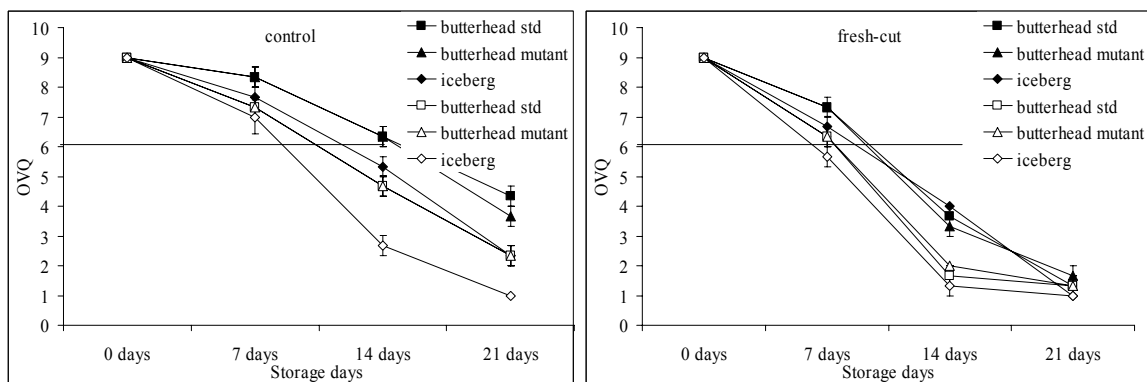 control
butterhead std
butterhead mutant
iceberg
butterhead std
butterhead mutant
iceberg
OVQ
10
9
8
7
6
5
4
3
2
1
0
0 days 7 days 14 days 21 days
Storage days
fresh-cut
butterhead std
butterhead mutant
iceberg
butterhead std
butterhead mutant
iceberg
OVQ
10
9
8
7
6
5
4
3
2
1
0
0 days 7 days 14 days 21 days
Storage days